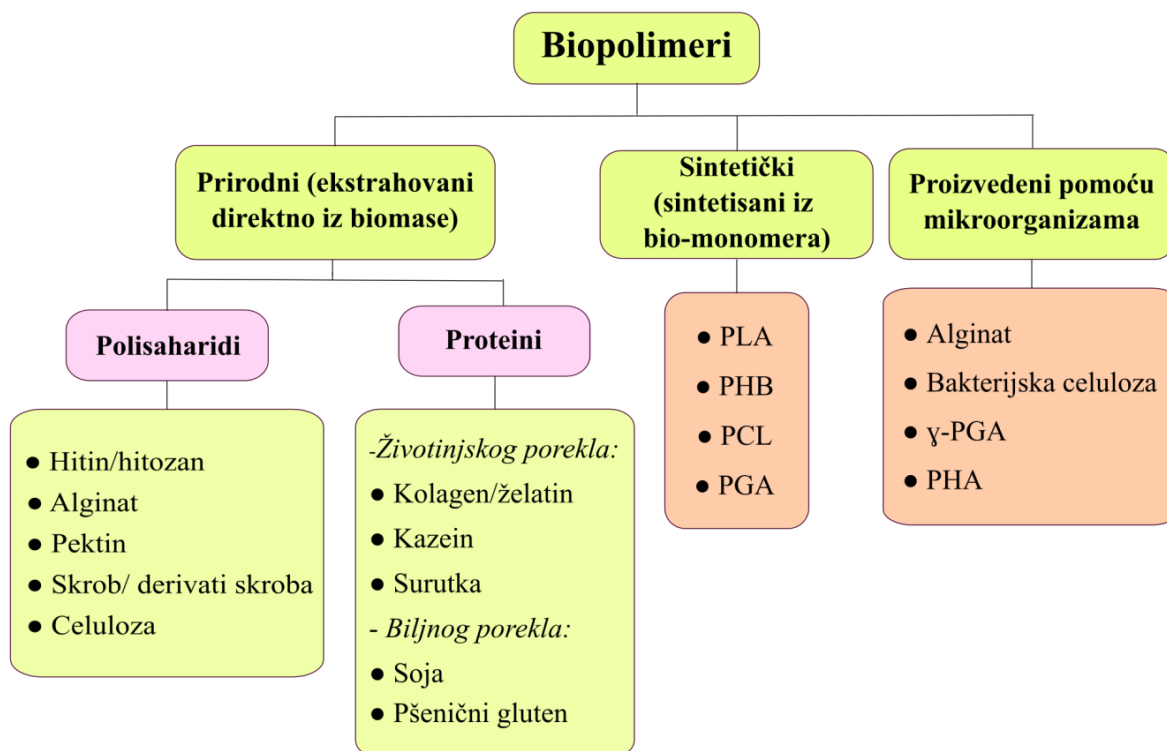 Biopolimeri
Prirodni (ekstrahovani
direktno iz biomase)
Sintetički
(sintetisani iz
bio-monomera)
Proizvedeni pomoću
mikroorganizama
Polisaharidi
Proteini
● Hitin/hitozan
● Alginat
● Pektin
● Skrob/ derivati skroba
● Celuloza
-Životinjskog porekla:
● Kolagen/želatin
● Kazein
● Surutka
- Biljnog porekla:
● Soja
● Pšenični gluten
● PLA
● PHB
● PCL
● PGA
● Alginat
● Bakterijska celuloza
● ɣ-PGA
● PHA